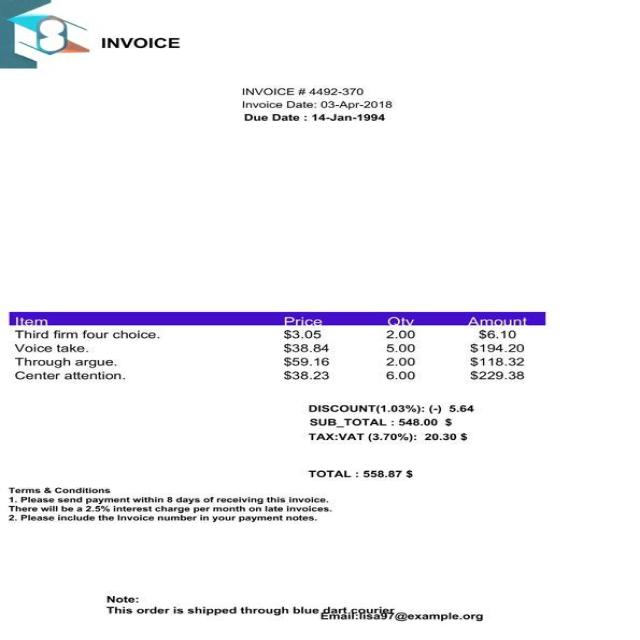 INVOICE
INVOICE # 4492-370
Invoice Date: 03-Apr-2018
Due Date : 14-Jan-1994
Item Price Qty Amount
Third firm four choice. $3.05 2.00 $6.10
Voice take. $38.84 5.00 $194.20
Through argue. $59.16 2.00 $118.32
Center attention. $38.23 6.00 $229.38
DISCOUNT(1.03%): (-) 5.64
SUB_TOTAL : 548.00 $
TAX:VAT (3.70%): 20.30 $
TOTAL : 558.87 $
Terms & Conditions
1. Please send payment within 8 days of receiving this invoice.
There will be a 2.5% interest charge per month on late invoices.
2. Please include the Invoice number in your payment notes.
Note:
This order is shipped through blue dart courier
Email:lisa97@example.org